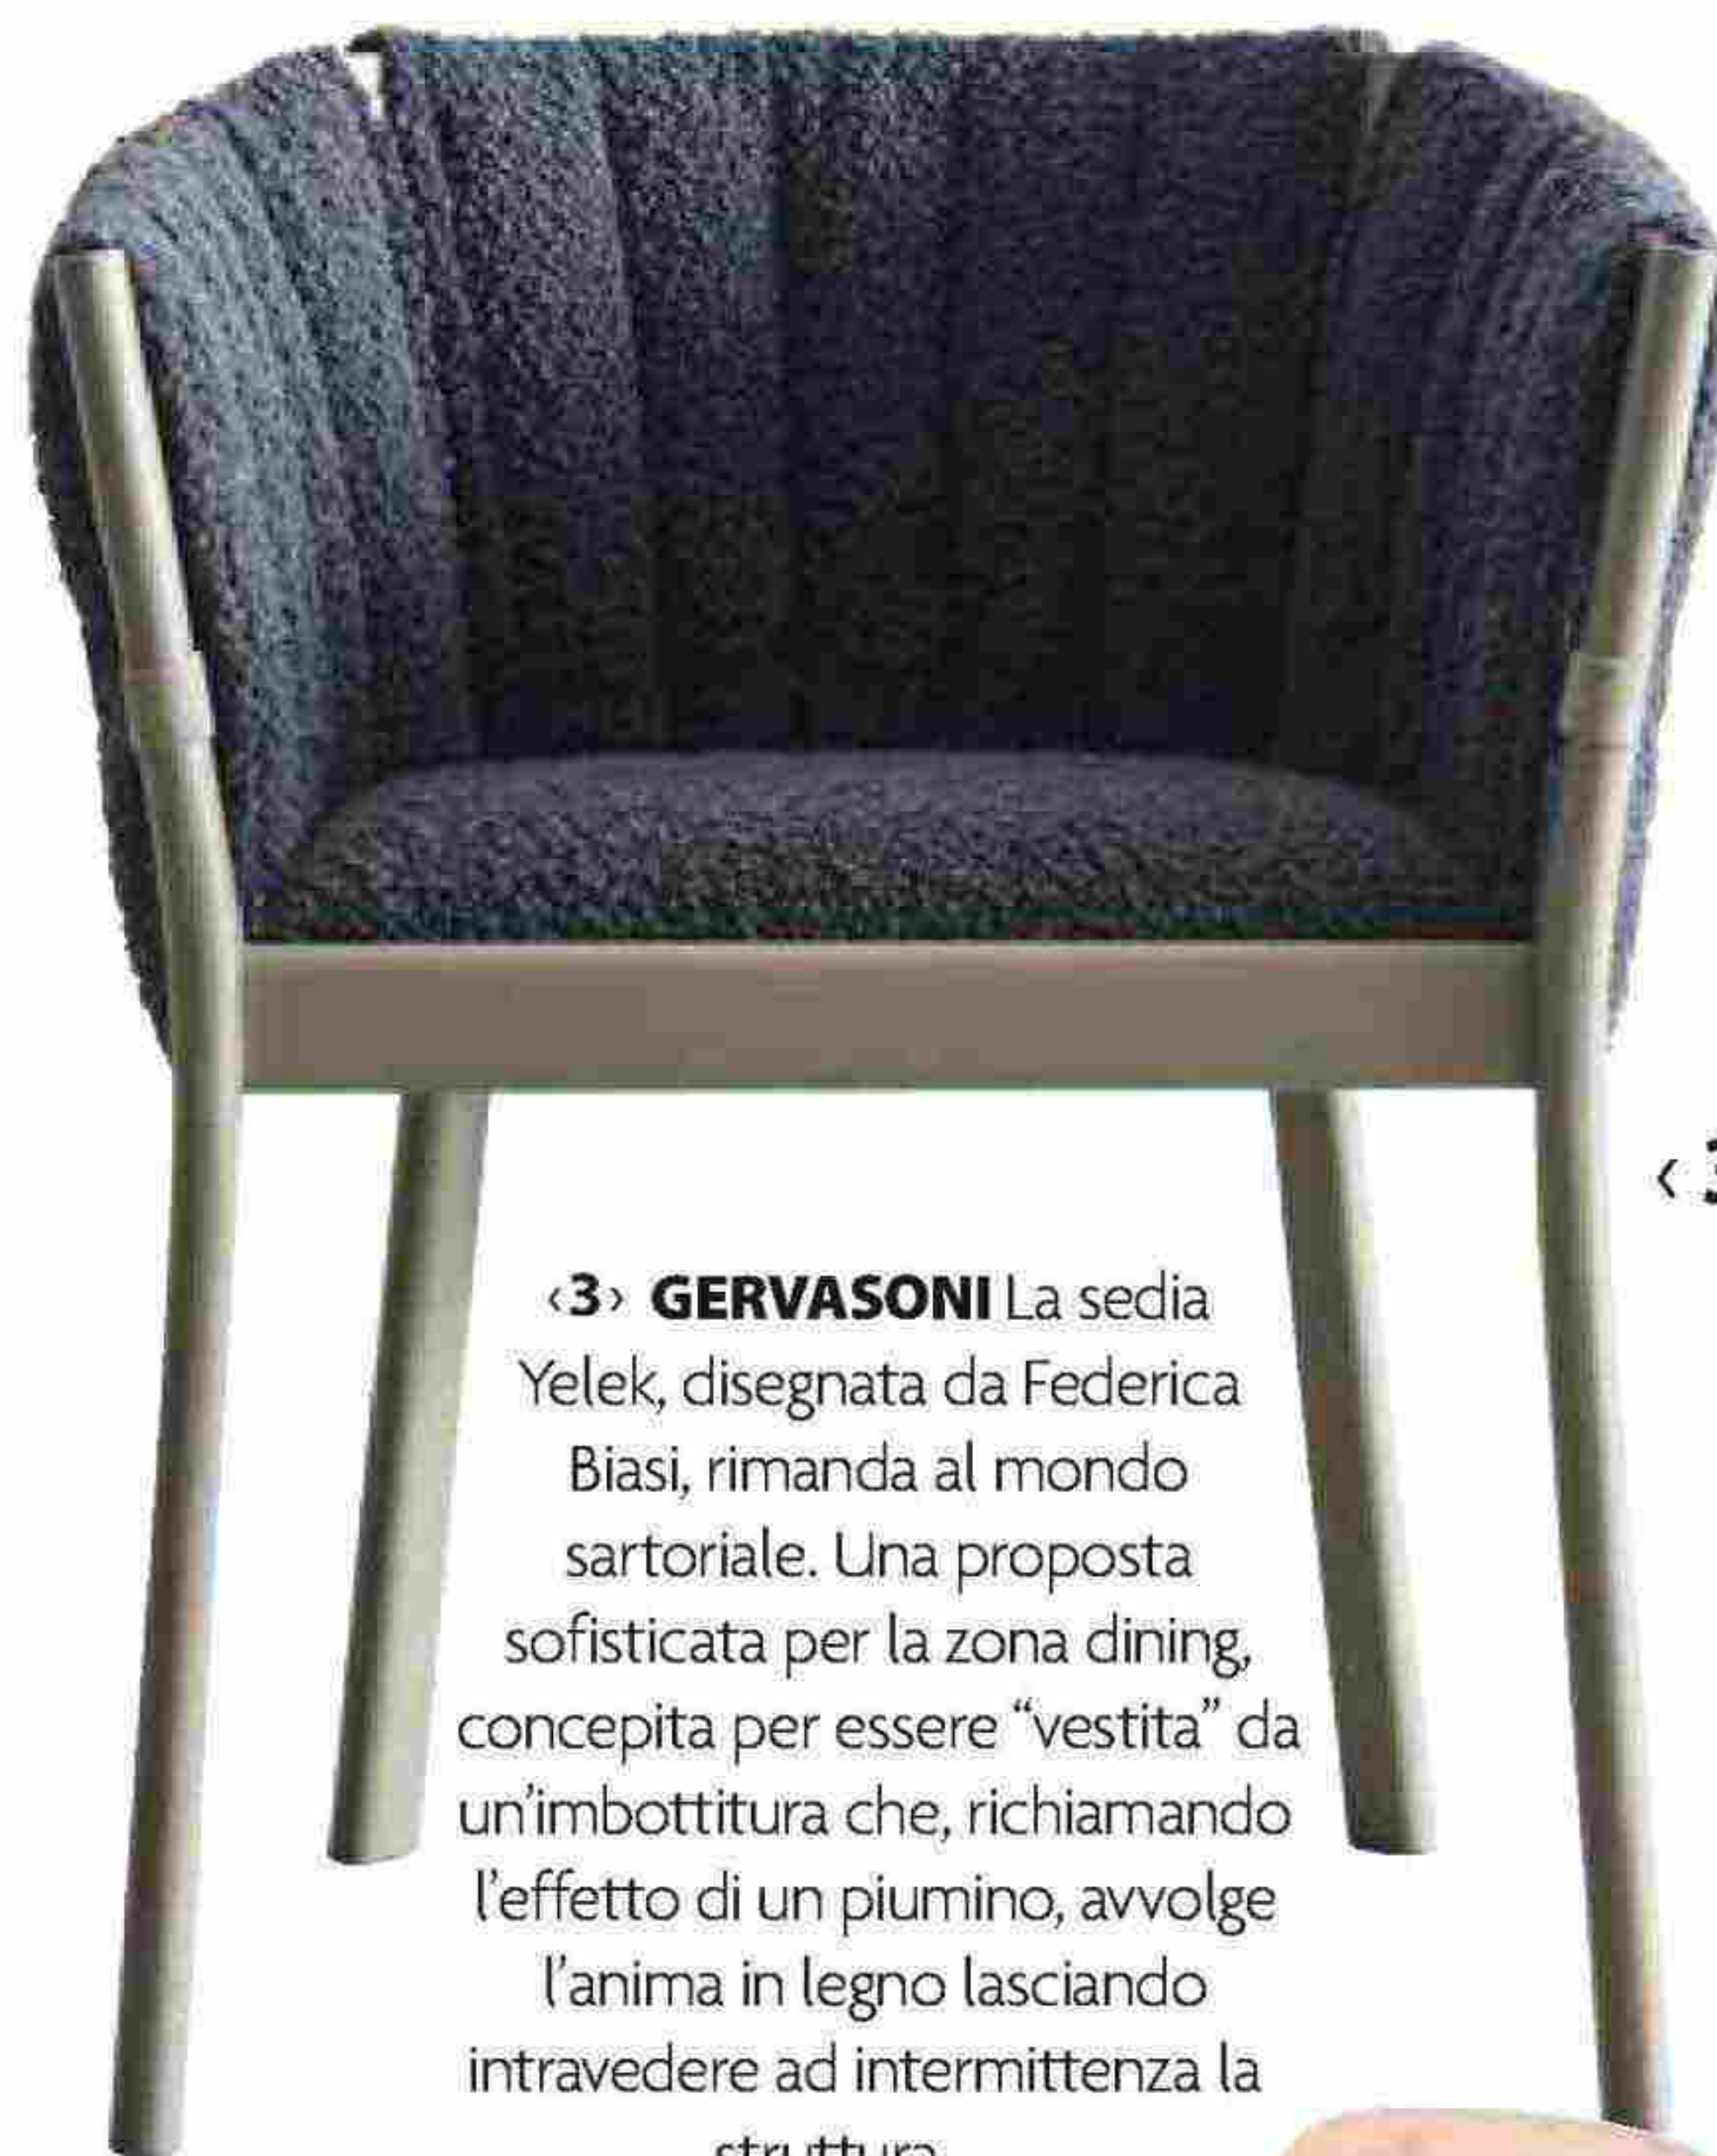 ‹3› GERVASONI La sedia
Yelek, disegnata da Federica
Biasi, rimanda al mondo
sartoriale. Una proposta
sofisticata per la zona dining,
concepita per essere “vestita” da
un’imbottitura che, richiamando
l’effetto di un piumino, avvolge
l’anima in legno lasciando
intravedere ad intermittenza la
struttura